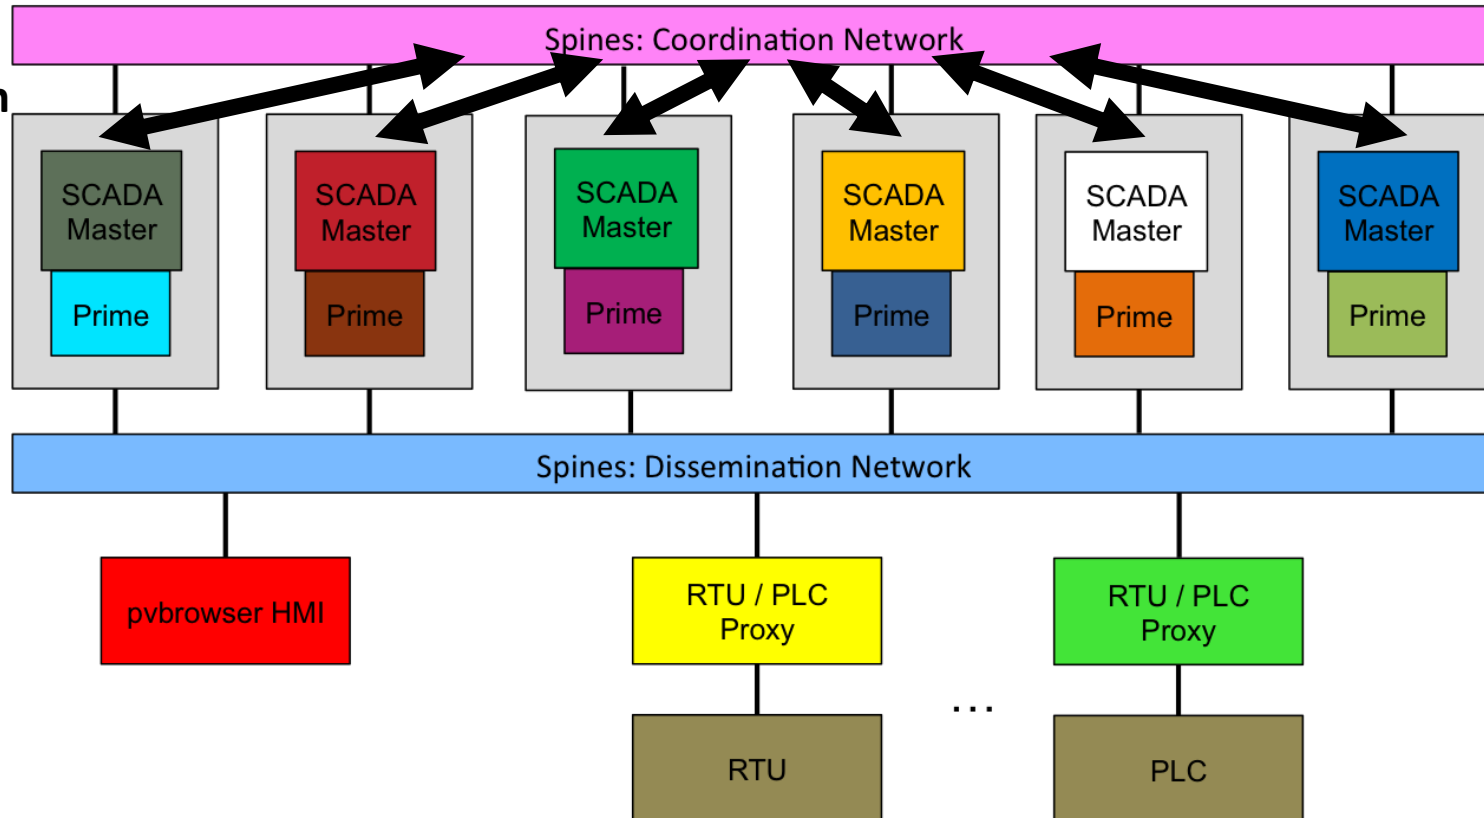 Spines: Coordination Network
SCADA
Master
Prime
SCADA
Master
Prime
SCADA
Master
Prime
SCADA
Master
Prime
SCADA
Master
Prime
SCADA
Master
Prime
Spines: Dissemination Network
pvbrowser HMI
RTU / PLC
Proxy
RTU / PLC
Proxy
...
RTU
PLC